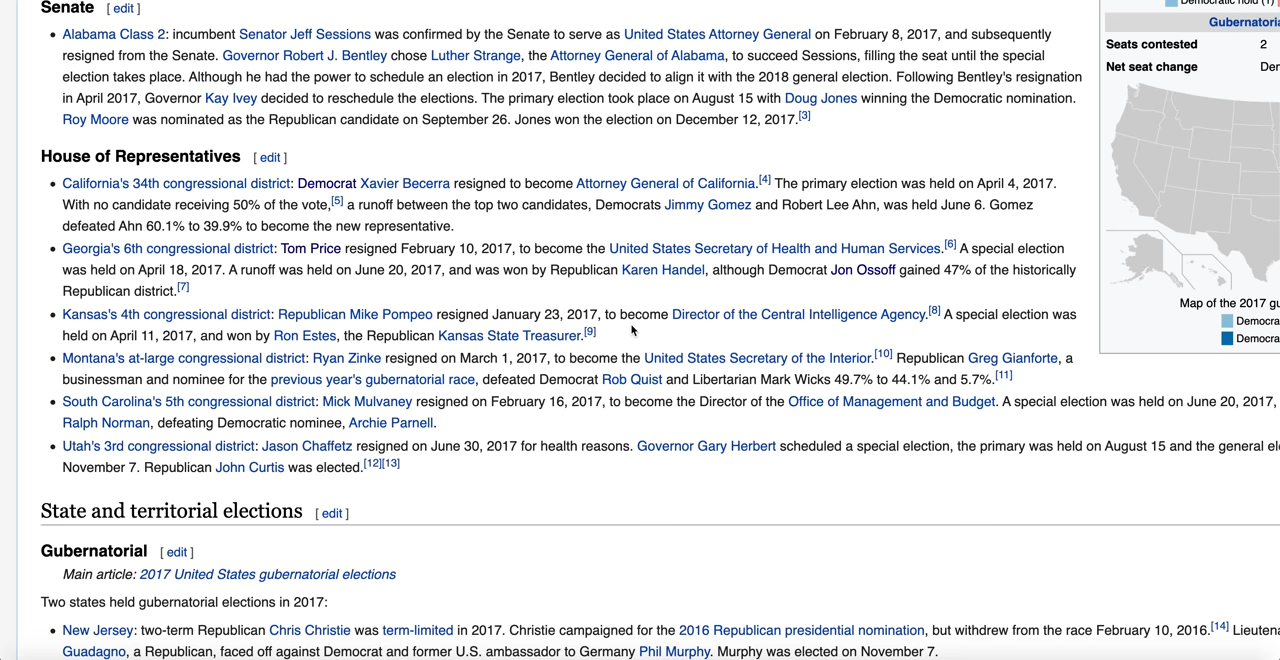 Senate [ edit ]
Alabama Class 2: incumbent Senator Jeff Sessions was confirmed by the Senate to serve as United States Attorney General on February 8, 2017, and subsequently
resigned from the Senate. Governor Robert J. Bentley chose Luther Strange, the Attorney General of Alabama, to succeed Sessions, filling the seat until the special
election takes place. Although he had the power to schedule an election in 2017, Bentley decided to align it with the 2018 general election. Following Bentley's resignation
in April 2017, Governor Kay Ivey decided to reschedule the elections. The primary election took place on August 15 with Doug Jones winning the Democratic nomination.
Roy Moore was nominated as the Republican candidate on September 26. Jones won the election on December 12, 2017.[3]
House of Representatives [ edit ]
California's 34th congressional district: Democrat Xavier Becerra resigned to become Attorney General of California.[4] The primary election was held on April 4, 2017.
With no candidate receiving 50% of the vote,[5] a runoff between the top two candidates, Democrats Jimmy Gomez and Robert Lee Ahn, was held June 6. Gomez
defeated Ahn 60.1% to 39.9% to become the new representative.
Georgia's 6th congressional district: Tom Price resigned February 10, 2017, to become the United States Secretary of Health and Human Services.[6] A special election
was held on April 18, 2017. A runoff was held on June 20, 2017, and was won by Republican Karen Handel, although Democrat Jon Ossoff gained 47% of the historically
Republican district.[7]
Kansas's 4th congressional district: Republican Mike Pompeo resigned January 23, 2017, to become Director of the Central Intelligence Agency.[8] A special election was
held on April 11, 2017, and won by Ron Estes, the Republican Kansas State Treasurer.[9]
Montana's at-large congressional district: Ryan Zinke resigned on March 1, 2017, to become the United States Secretary of the Interior.[10] Republican Greg Gianforte, a
businessman and nominee for the previous year's gubernatorial race, defeated Democrat Rob Quist and Libertarian Mark Wicks 49.7% to 44.1% and 5.7%.[11]
South Carolina's 5th congressional district: Mick Mulvaney resigned on February 16, 2017, to become the Director of the Office of Management and Budget. A special election was held on June 20, 2017,
Ralph Norman, defeating Democratic nominee, Archie Parnell.
Utah's 3rd congressional district: Jason Chaffetz resigned on June 30, 2017 for health reasons. Governor Gary Herbert scheduled a special election, the primary was held on August 15 and the general el
November 7. Republican John Curtis was elected.[12][13]
State and territorial elections [ edit ]
Gubernatorial [ edit ]
Main article: 2017 United States gubernatorial elections
Two states held gubernatorial elections in 2017:
New Jersey: two-term Republican Chris Christie was term-limited in 2017. Christie campaigned for the 2016 Republican presidential nomination, but withdrew from the race February 10, 2016.[14] Lieuten
Guadagno, a Republican, faced off against Democrat and former U.S. ambassador to Germany Phil Murphy. Murphy was elected on November 7.
Democratic hold (1)
Gubernatoria
Seats contested 2
Net seat change Der
Map of the 2017 gu
Democra
Democra